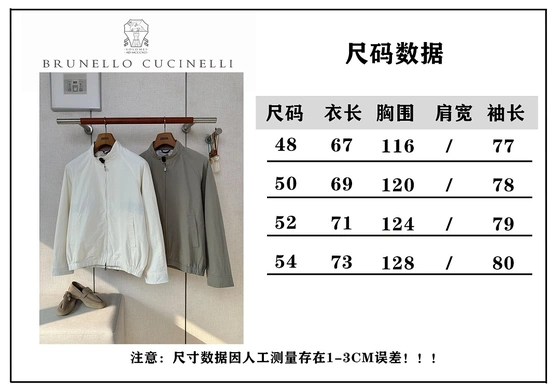 BRUNELLO CUCINELLI
尺码数据
尺码 衣长 胸围 肩宽 袖长
48 67 116 / 77
50 69 120 / 78
52 71 124 / 79
54 73 128 / 80
注意：尺寸数据因人工测量存在1-3CM误差！！！